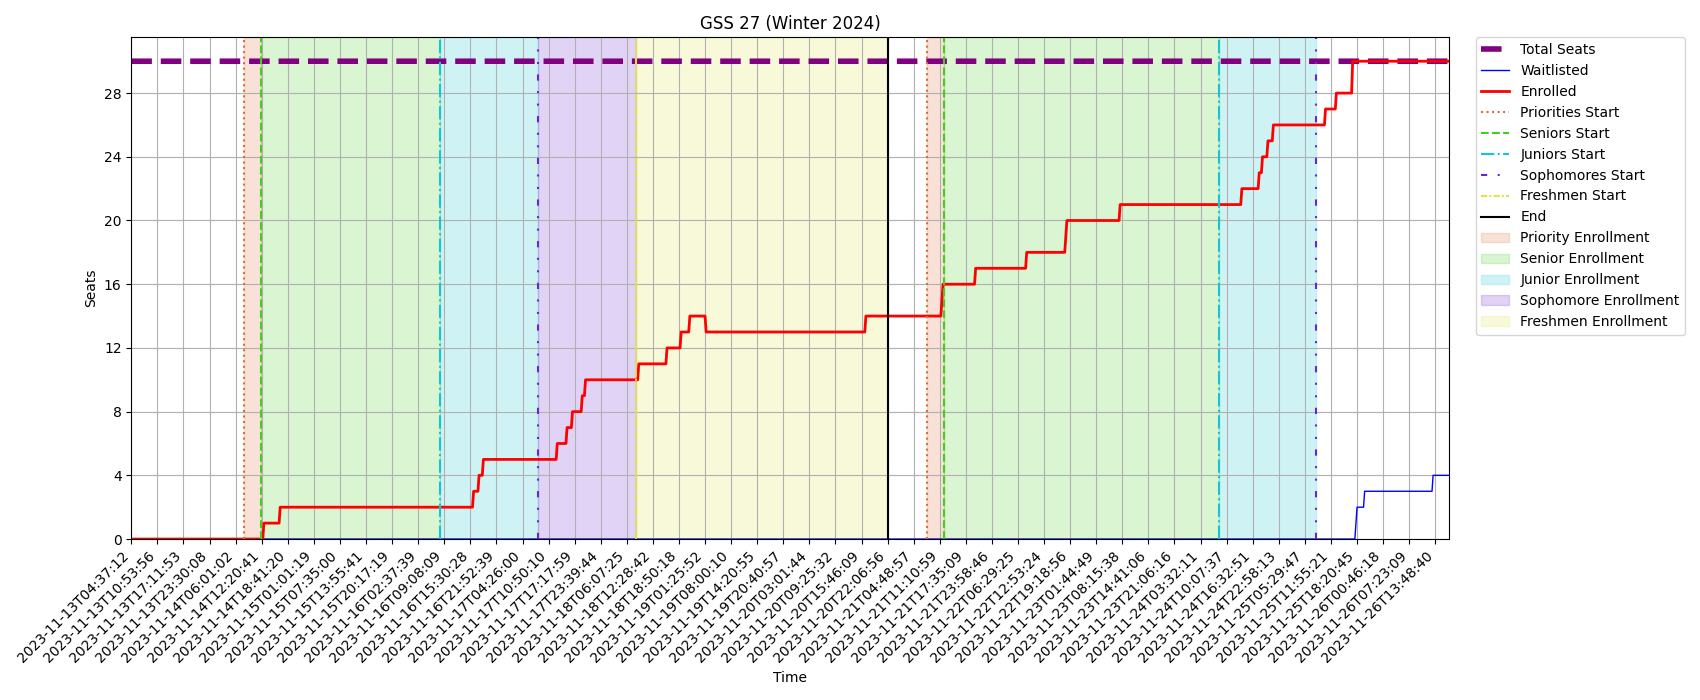 GSS 27 (Winter 2024)
Seats
28
24
20
16
12
8
4
0
2023-11-13T04:37:12
2023-11-13T10:53:56
2023-11-13T17:11:53
2023-11-13T23:30:08
2023-11-14T06:01:02
2023-11-14T12:20:41
2023-11-14T18:41:20
2023-11-15T01:01:19
2023-11-15T07:35:00
2023-11-15T13:55:41
2023-11-15T20:17:19
2023-11-16T02:37:39
2023-11-16T09:08:09
2023-11-16T15:30:28
2023-11-16T21:52:39
2023-11-17T04:26:00
2023-11-17T10:50:10
2023-11-17T17:17:59
2023-11-17T23:39:44
2023-11-18T06:07:25
2023-11-18T12:28:42
2023-11-18T18:50:18
2023-11-19T01:25:52
2023-11-19T08:00:10
2023-11-19T14:20:55
2023-11-19T20:40:57
2023-11-20T03:01:44
2023-11-20T09:25:32
2023-11-20T15:46:09
2023-11-20T22:06:56
2023-11-21T04:48:57
2023-11-21T11:10:59
2023-11-21T17:35:09
2023-11-21T23:58:46
2023-11-22T06:29:25
2023-11-22T12:53:24
2023-11-22T19:18:56
2023-11-23T01:44:49
2023-11-23T08:15:38
2023-11-23T14:41:06
2023-11-23T21:06:16
2023-11-24T03:32:11
2023-11-24T10:07:37
2023-11-24T16:32:51
2023-11-24T22:58:13
2023-11-25T05:29:47
2023-11-25T11:55:21
2023-11-25T18:20:45
2023-11-26T00:46:18
2023-11-26T07:23:09
2023-11-26T13:48:40
Time
Total Seats
Waitlisted
Enrolled
Priorities Start
Seniors Start
Juniors Start
Sophomores Start
Freshmen Start
End
Priority Enrollment
Senior Enrollment
Junior Enrollment
Sophomore Enrollment
Freshmen Enrollment